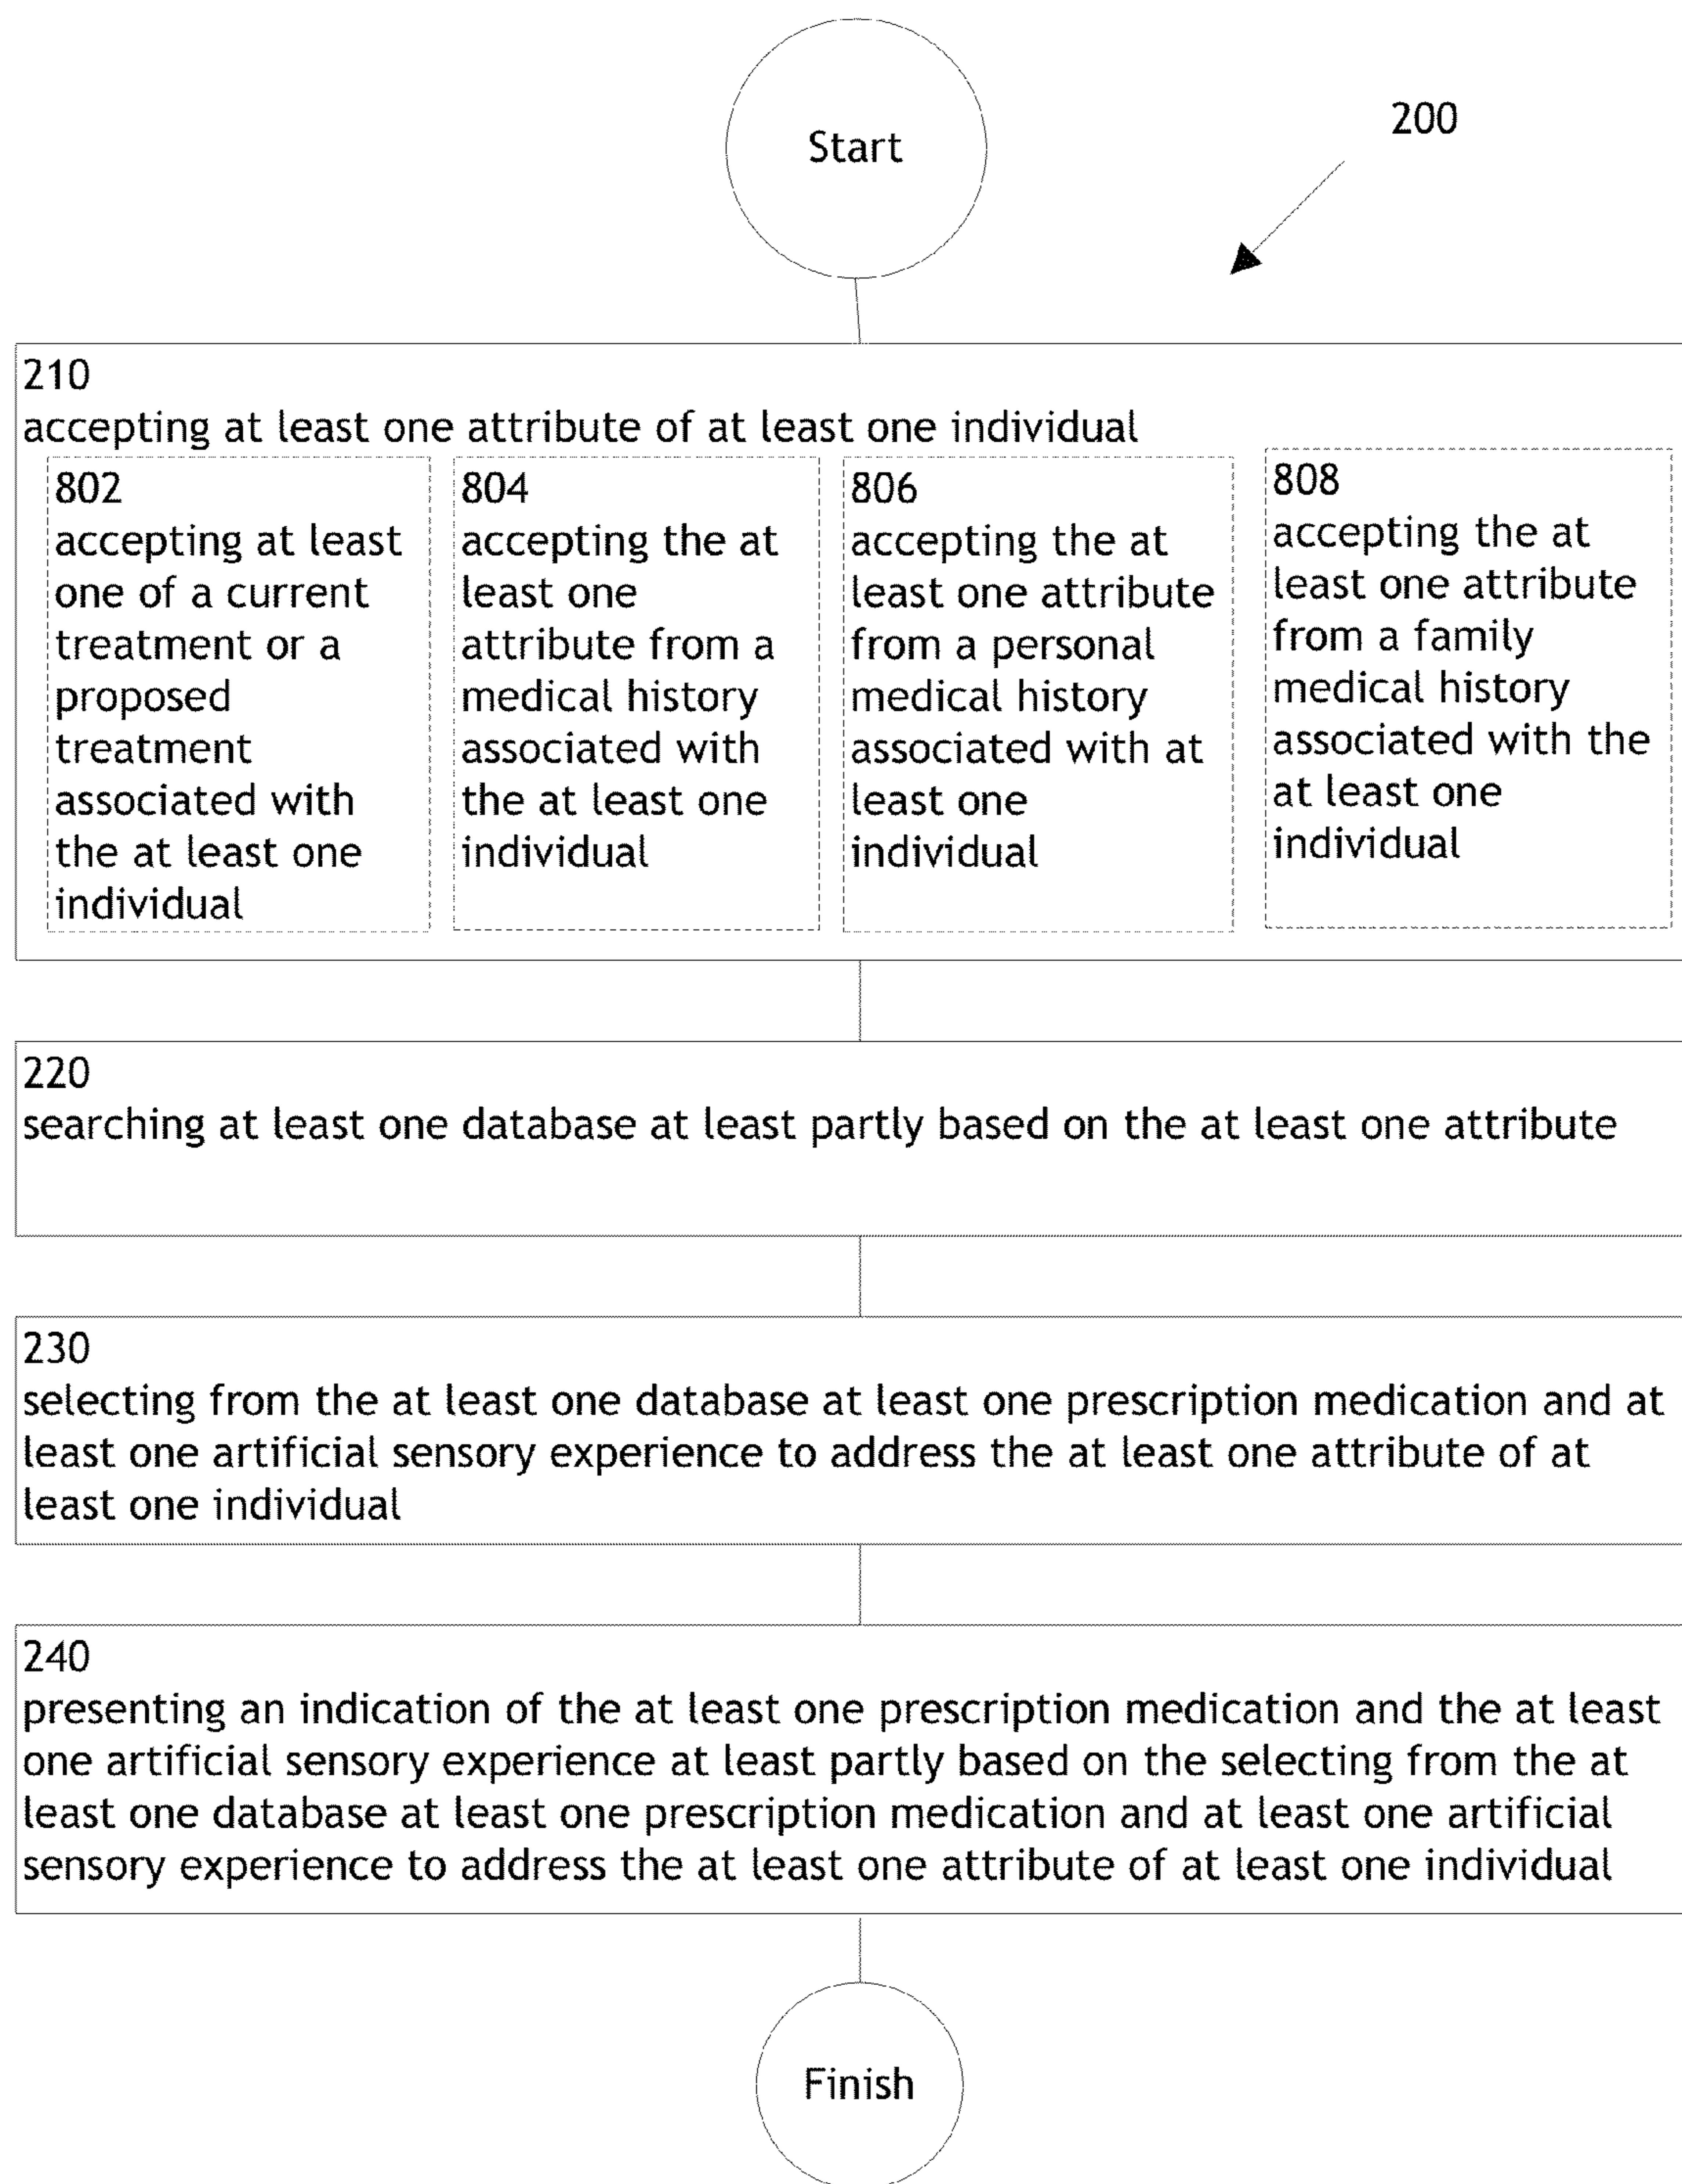 Start
200
210
accepting at least one attribute of at least one individual
802
accepting at least
one of a current
treatment or a
proposed
treatment
associated with
the at least one
individual
804
accepting the at
least one
attribute from a
medical history
associated with
the at least one
individual
806
accepting the at
least one attribute
from a personal
medical history
associated with at
least one
individual
808
accepting the at
least one attribute
from a family
medical history
associated with the
at least one
individual
220
searching at least one database at least partly based on the at least one attribute
230
selecting from the at least one database at least one prescription medication and at
least one artificial sensory experience to address the at least one attribute of at
least one individual
240
presenting an indication of the at least one prescription medication and the at least
one artificial sensory experience at least partly based on the selecting from the at
least one database at least one prescription medication and at least one artificial
sensory experience to address the at least one attribute of at least one individual
Finish